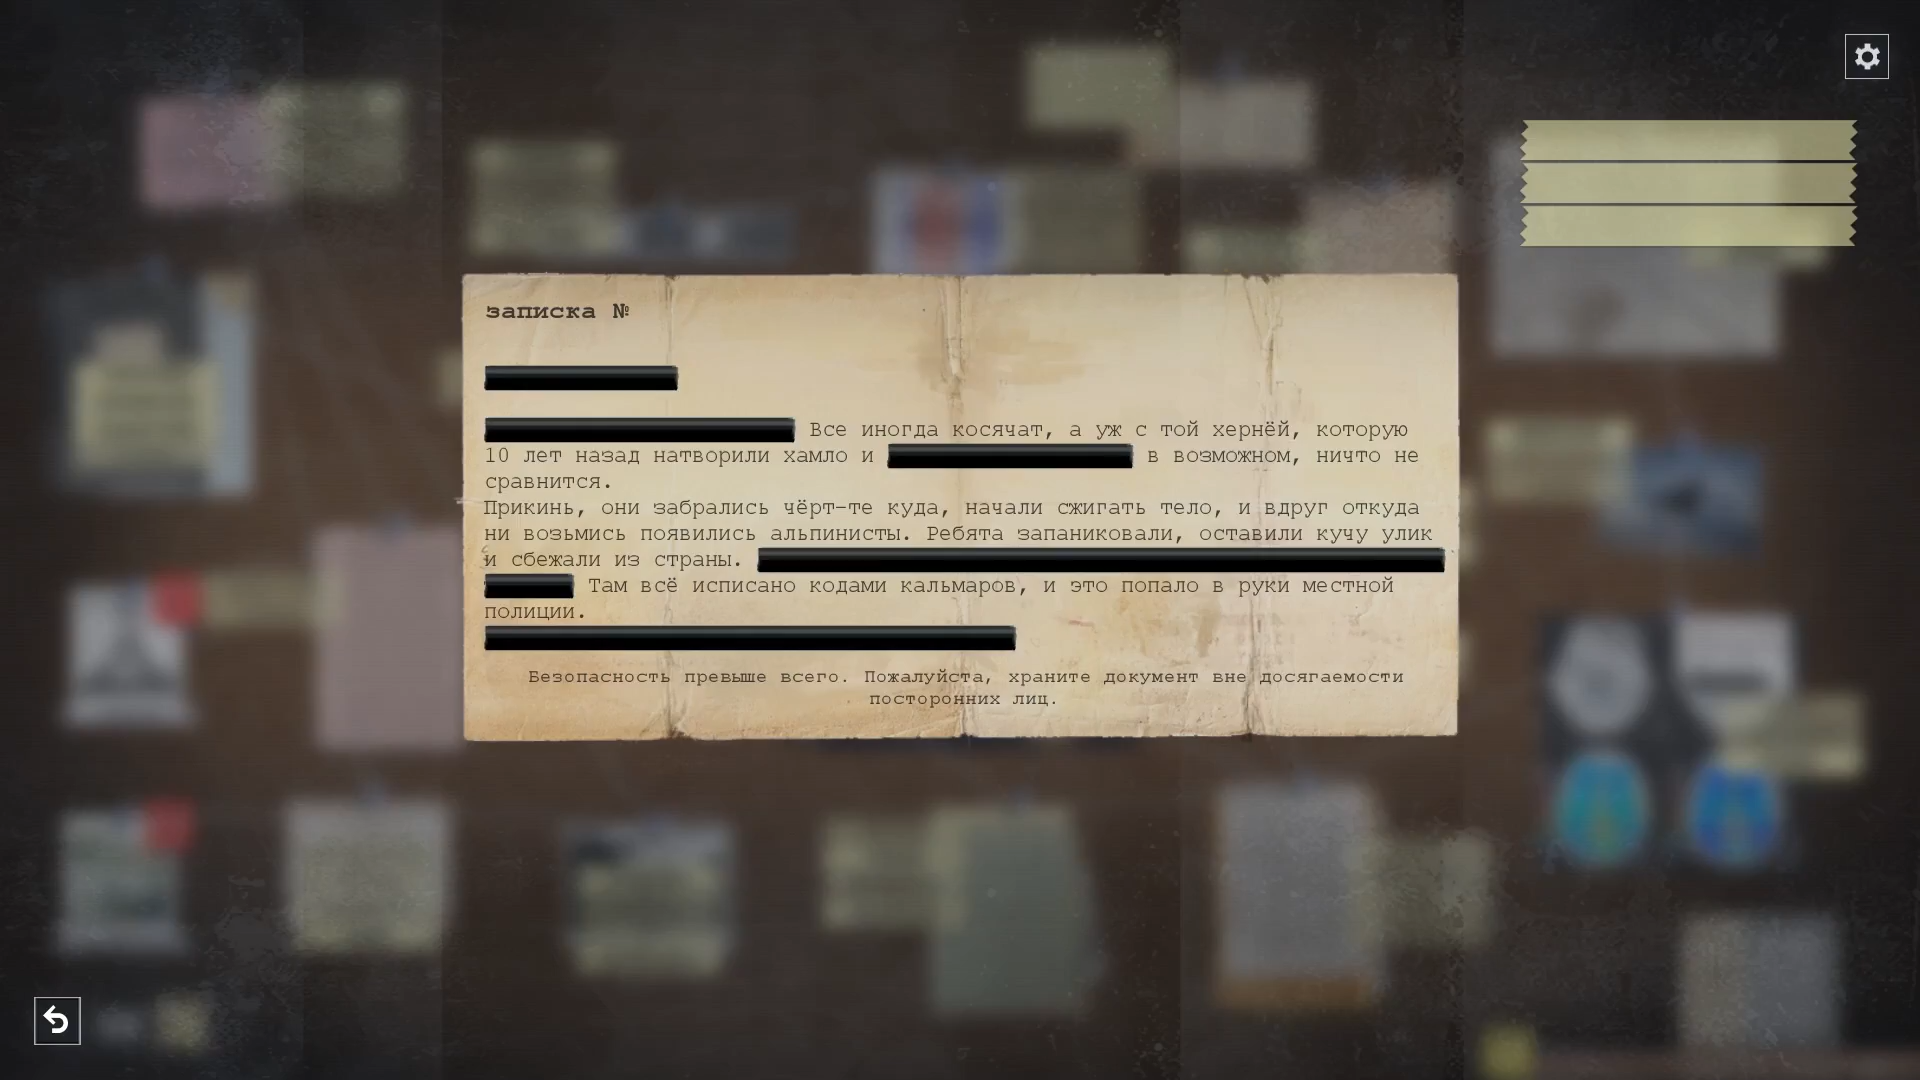 записка №
Все иногда косячат, а уж с той хернёй, которую
10 лет назад натворили хамло и в возможном, ничто не
сравнится.
Прикинь, они забрались чёрт-те куда, начали сжигать тело, и вдруг откуда
ни возьмись появились альпинисты. Ребята запаниковали, оставили кучу улик
и сбежали из страны.
Там всё исписано кодами кальмаров, и это попало в руки местной
полиции.
Безопасность превыше всего. Пожалуйста, храните документ вне досягаемости
посторонних лиц.